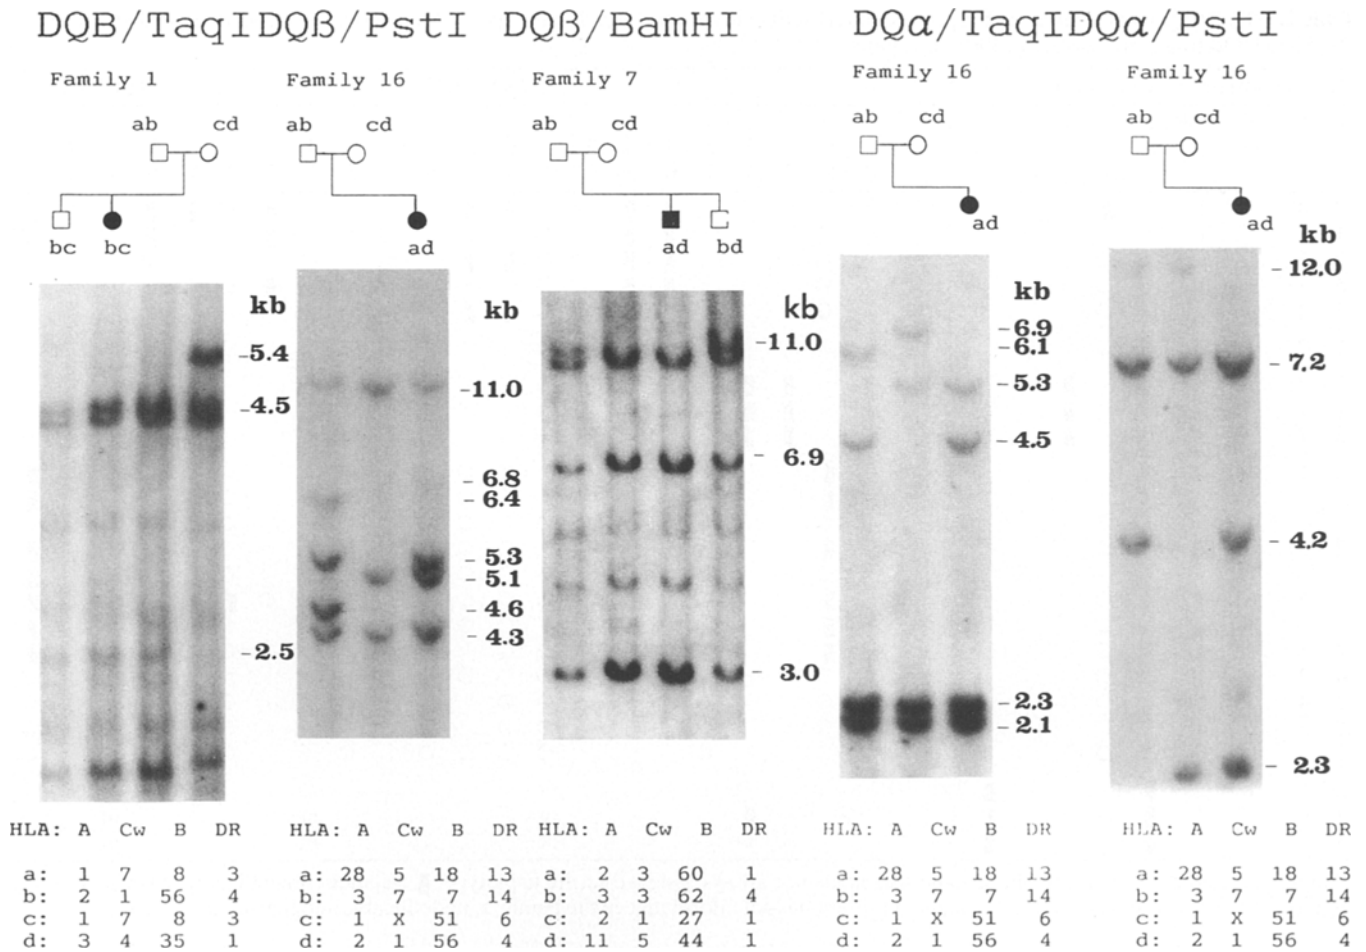 DQB/TaqI DQß/PstI DQß/BamHI DQα/TaqI DQα/PstI
Family 1 Family 16 Family 7 Family 16 Family 16
ab cd ab cd ab cd ab cd ab cd
bc bc ad ad bd ad ad
kb
-5.4
-4.5
-2.5
kb
-11.0
-6.8
-6.4
-5.3
-5.1
-4.6
-4.3
kb
-11.0
- 6.9
- 3.0
kb
-6.9
-6.1
-5.3
-4.5
-2.3
-2.1
kb
-12.0
-7.2
-4.2
-2.3
HLA: A Cw B DR
a: 1 7 8 3
b: 2 1 56 4
c: 1 7 8 3
d: 3 4 35 1
HLA: A Cw B DR
a: 28 5 18 13
b: 3 7 7 14
c: 1 X 51 6
d: 2 1 56 4
HLA: A Cw B DR
a: 2 3 60 1
b: 3 3 62 4
c: 2 1 27 1
d: 11 5 44 1
HLA: A Cw B DR
a: 28 5 18 13
b: 3 7 7 14
c: 1 X 51 6
d: 2 1 56 4
HLA: A Cw B DR
a: 28 5 18 13
b: 3 7 7 14
c: 1 X 51 6
d: 2 1 56 4